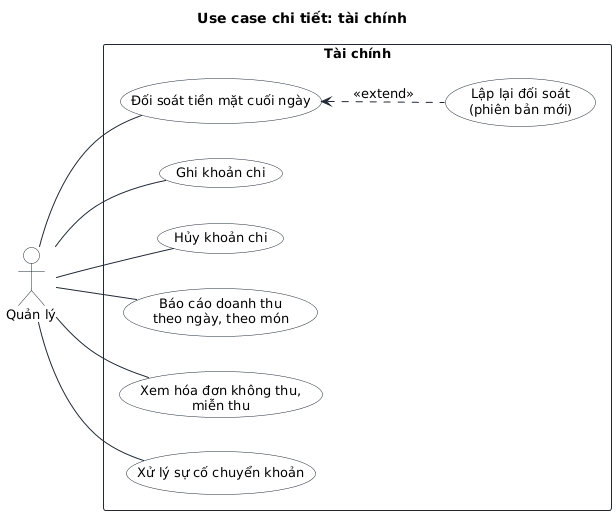 Use case chi tiết: tài chính
Tài chính
Đối soát tiền mặt cuối ngày
«extend»
Lập lại đối soát
(phiên bản mới)
Ghi khoản chi
Hủy khoản chi
Quản lý
Báo cáo doanh thu
theo ngày, theo món
Xem hóa đơn không thu,
miễn thu
Xử lý sự cố chuyển khoản